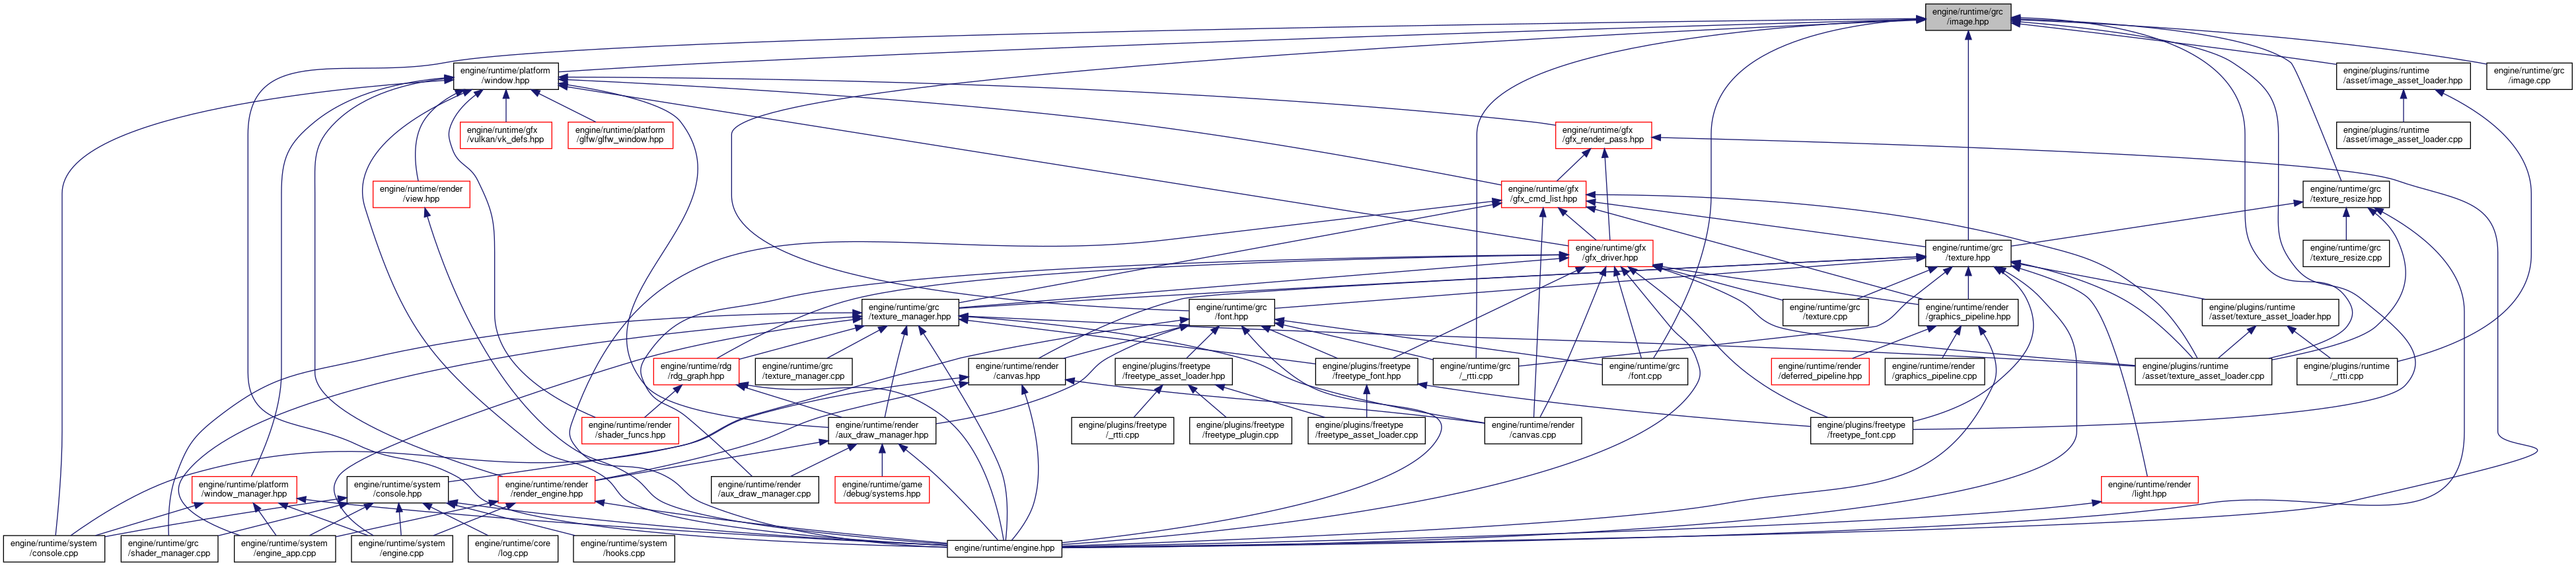 engine/runtime/grc
/image.hpp
engine/runtime/platform
/window.hpp
engine/plugins/runtime
/asset/image_asset_loader.hpp
engine/runtime/grc
/image.cpp
engine/runtime/gfx
/vulkan/vk_defs.hpp
engine/runtime/platform
/glfw/glfw_window.hpp
engine/runtime/gfx
/gfx_render_pass.hpp
engine/plugins/runtime
/asset/image_asset_loader.cpp
engine/runtime/render
/view.hpp
engine/runtime/gfx
/gfx_cmd_list.hpp
engine/runtime/grc
/texture_resize.hpp
engine/runtime/gfx
/gfx_driver.hpp
engine/runtime/grc
/texture.hpp
engine/runtime/grc
/texture_resize.cpp
engine/runtime/grc
/texture_manager.hpp
engine/runtime/grc
/font.hpp
engine/runtime/grc
/texture.cpp
engine/runtime/render
/graphics_pipeline.hpp
engine/plugins/runtime
/asset/texture_asset_loader.hpp
engine/runtime/rdg
/rdg_graph.hpp
engine/runtime/grc
/texture_manager.cpp
engine/runtime/render
/canvas.hpp
engine/plugins/freetype
/freetype_asset_loader.hpp
engine/plugins/freetype
/freetype_font.hpp
engine/runtime/grc
/_rtti.cpp
engine/runtime/grc
/font.cpp
engine/runtime/render
/deferred_pipeline.hpp
engine/runtime/render
/graphics_pipeline.cpp
engine/plugins/runtime
/asset/texture_asset_loader.cpp
engine/plugins/runtime
/_rtti.cpp
engine/runtime/render
/shader_funcs.hpp
engine/runtime/render
/aux_draw_manager.hpp
engine/plugins/freetype
/_rtti.cpp
engine/plugins/freetype
/freetype_plugin.cpp
engine/plugins/freetype
/freetype_asset_loader.cpp
engine/runtime/render
/canvas.cpp
engine/plugins/freetype
/freetype_font.cpp
engine/runtime/platform
/window_manager.hpp
engine/runtime/system
/console.hpp
engine/runtime/render
/render_engine.hpp
engine/runtime/render
/aux_draw_manager.cpp
engine/runtime/game
/debug/systems.hpp
engine/runtime/render
/light.hpp
engine/runtime/system
/console.cpp
engine/runtime/grc
/shader_manager.cpp
engine/runtime/system
/engine_app.cpp
engine/runtime/system
/engine.cpp
engine/runtime/core
/log.cpp
engine/runtime/system
/hooks.cpp
engine/runtime/engine.hpp